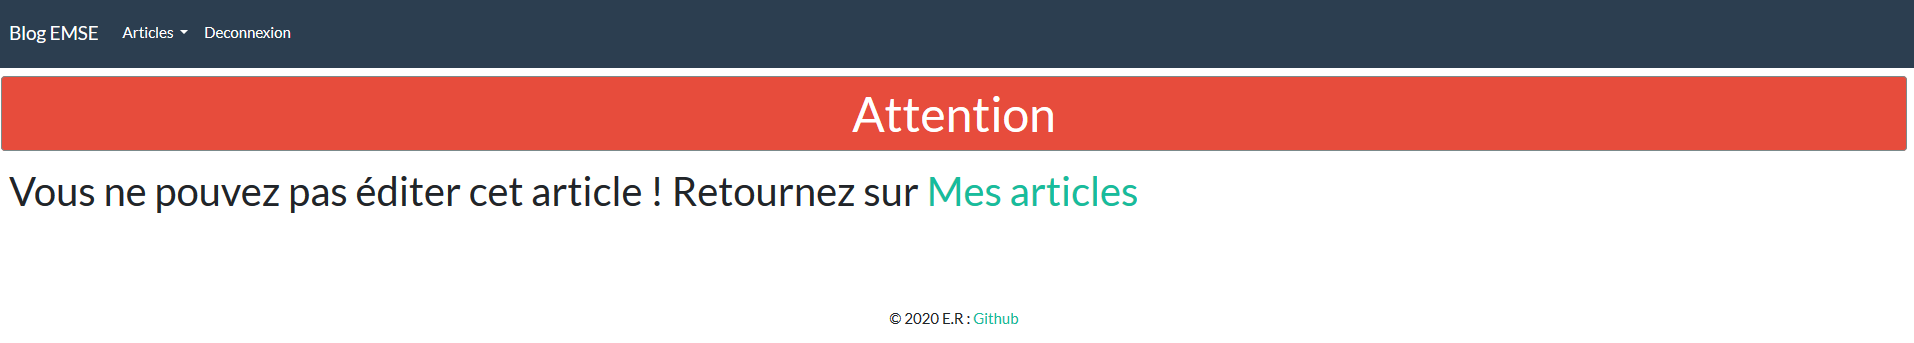 Blog EMSE Articles Deconnexion
Attention
Vous ne pouvez pas éditer cet article ! Retournez sur Mes articles
© 2020 E.R : Github